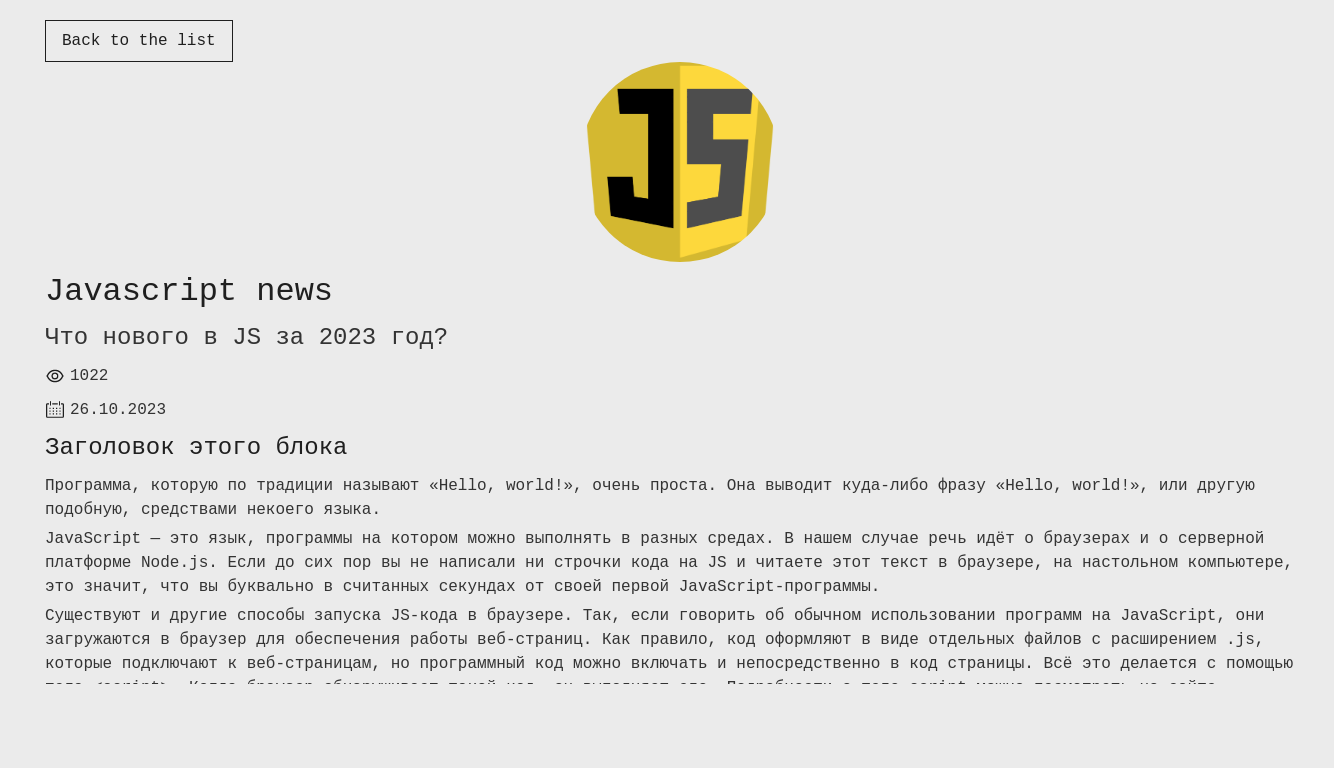 Back to the list
JS
Javascript news
Что нового в JS за 2023 год?
1022
26.10.2023
Заголовок этого блока
Программа, которую по традиции называют «Hello, world!», очень проста. Она выводит куда-либо фразу «Hello, world!», или другую
подобную, средствами некоего языка.
JavaScript — это язык, программы на котором можно выполнять в разных средах. В нашем случае речь идёт о браузерах и о серверной
платформе Node.js. Если до сих пор вы не написали ни строчки кода на JS и читаете этот текст в браузере, на настольном компьютере,
это значит, что вы буквально в считанных секундах от своей первой JavaScript-программы.
Существуют и другие способы запуска JS-кода в браузере. Так, если говорить об обычном использовании программ на JavaScript, они
загружаются в браузер для обеспечения работы веб-страниц. Как правило, код оформляют в виде отдельных файлов с расширением .js,
которые подключают к веб-страницам, но программный код можно включать и непосредственно в код страницы. Всё это делается с помощью